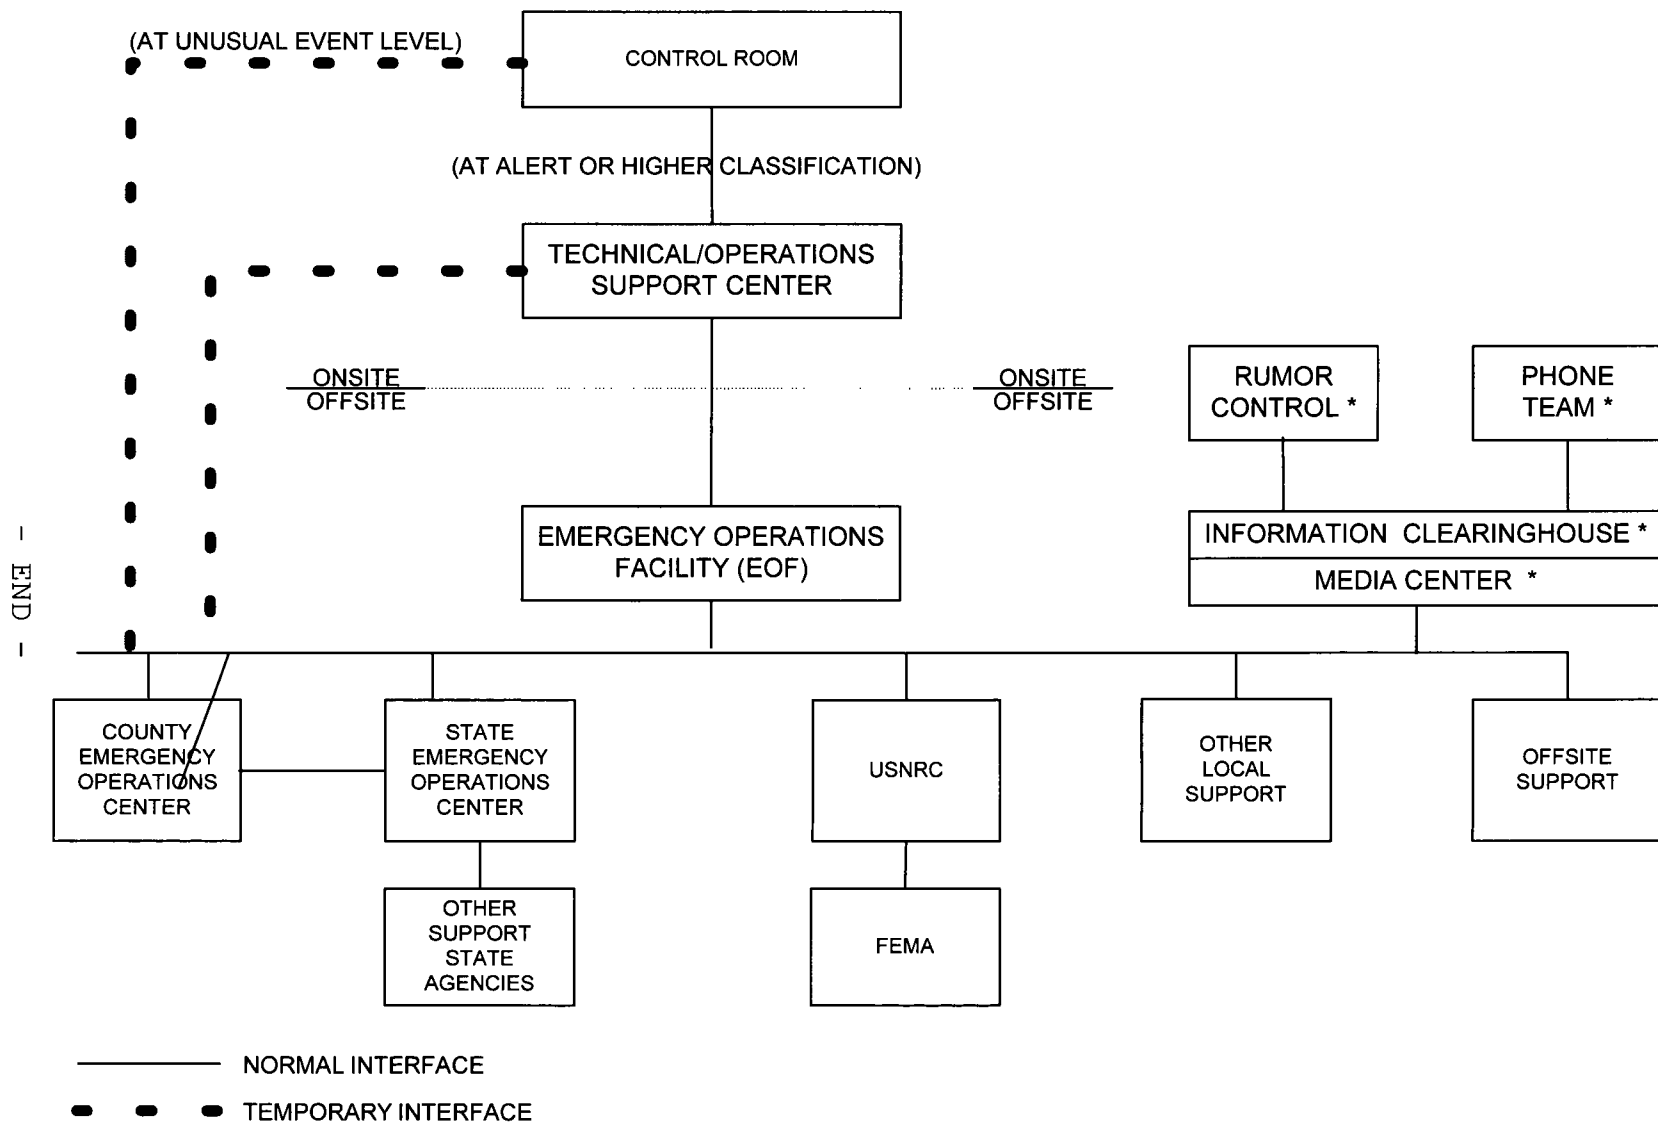 (AT UNUSUAL EVENT LEVEL)
CONTROL ROOM
(AT ALERT OR HIGHER CLASSIFICATION)
TECHNICAL/OPERATIONS
SUPPORT CENTER
ONSITE
OFFSITE
ONSITE
OFFSITE
RUMOR
CONTROL *
PHONE
TEAM *
EMERGENCY OPERATIONS
FACILITY (EOF)
INFORMATION CLEARINGHOUSE *
MEDIA CENTER *
- END -
COUNTY
EMERGENCY
OPERATIONS
CENTER
STATE
EMERGENCY
OPERATIONS
CENTER
USNRC
OTHER
LOCAL
SUPPORT
OFFSITE
SUPPORT
OTHER
SUPPORT
STATE
AGENCIES
FEMA
NORMAL INTERFACE
TEMPORARY INTERFACE